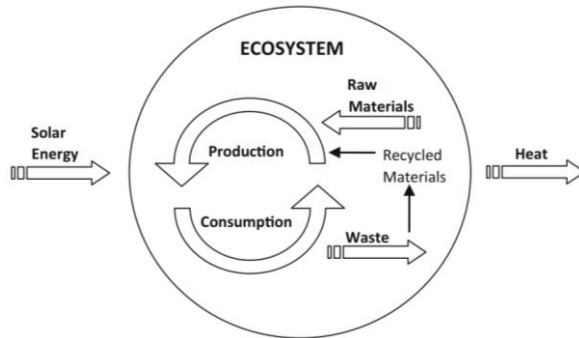 ECOSYSTEM
Raw
Materials
Solar
Energy
Production
Recycled
Materials
Heat
Consumption
Waste